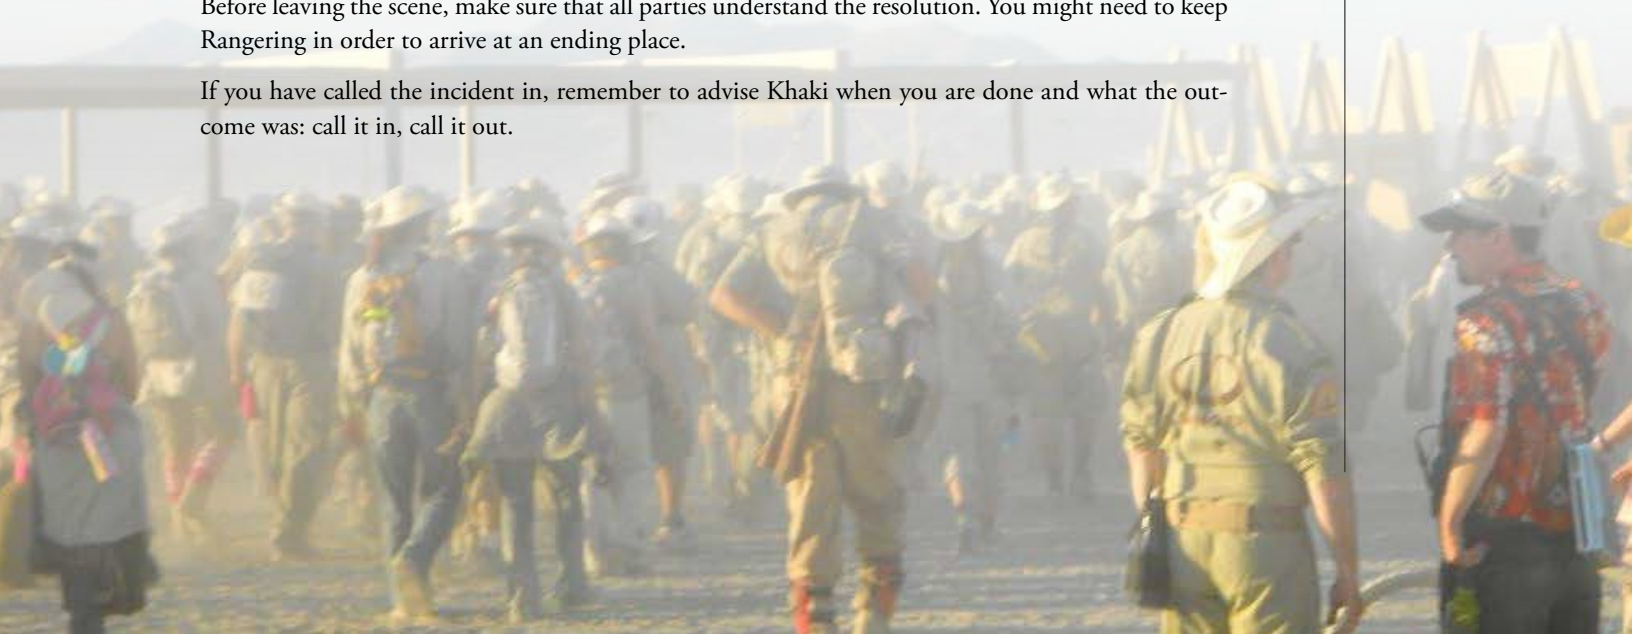 Before leaving the scene, make sure that all parties understand the resolution. You might need to keep
Rangering in order to arrive at an ending place.
If you have called the incident in, remember to advise Khaki when you are done and what the out-
come was: call it in, call it out.